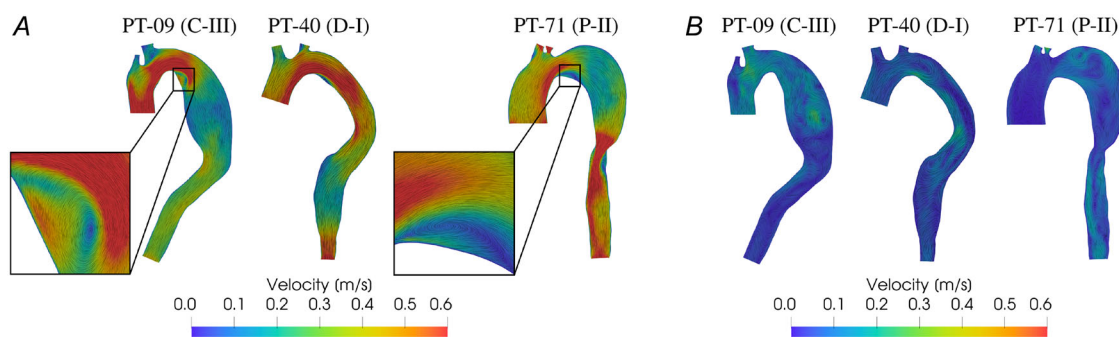 A PT-09 (C-III) PT-40 (D-I) PT-71 (P-II)
Velocity (m/s)
0.0 0.1 0.2 0.3 0.4 0.5 0.6
B PT-09 (C-III) PT-40 (D-I) PT-71 (P-II)
Velocity (m/s)
0.0 0.1 0.2 0.3 0.4 0.5 0.6